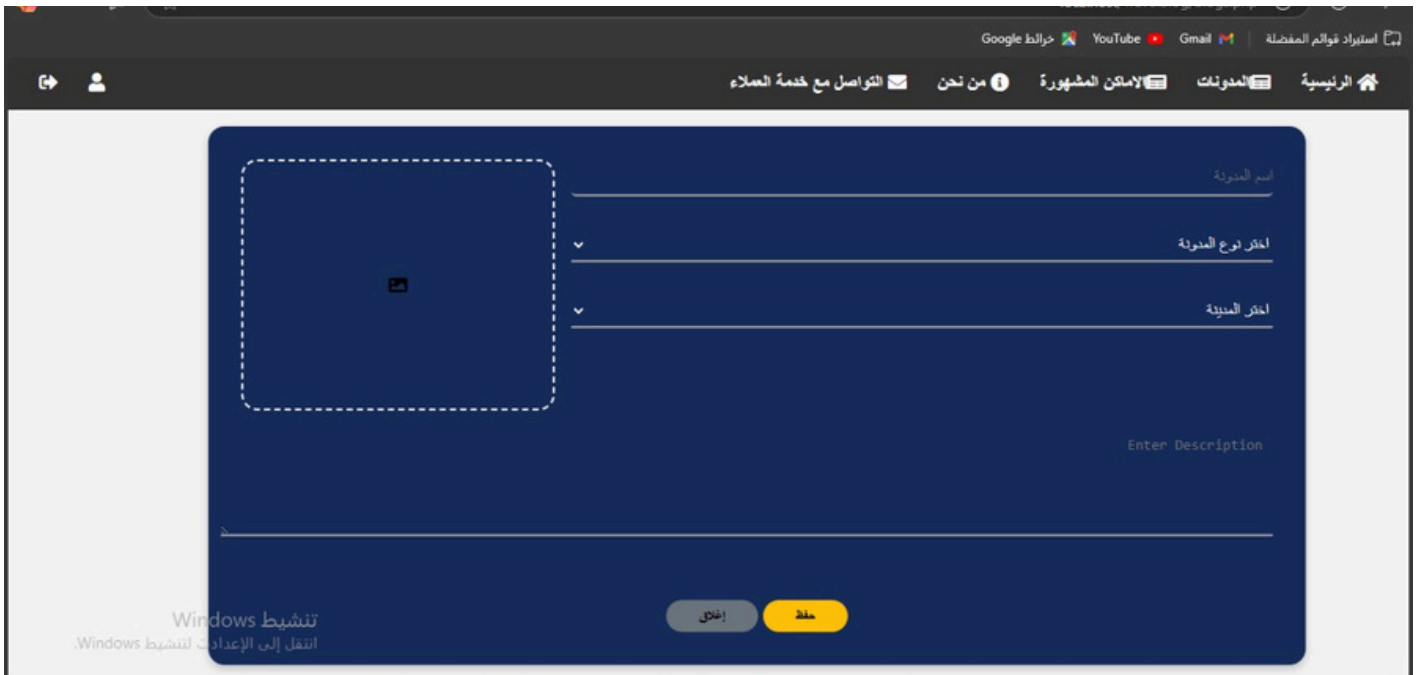 استيراد قوائم المفضلة | Gmail YouTube خرائط Google
الرئيسية المدونات الاماكن المشهورة من نحن التواصل مع خدمة العملاء
اسم المدونة
اختر نوع المدونة
اختر المدينة
Enter Description
حفظ إغلاق
تنشيط Windows
انتقل إلى الإعدادات لتنشيط Windows.